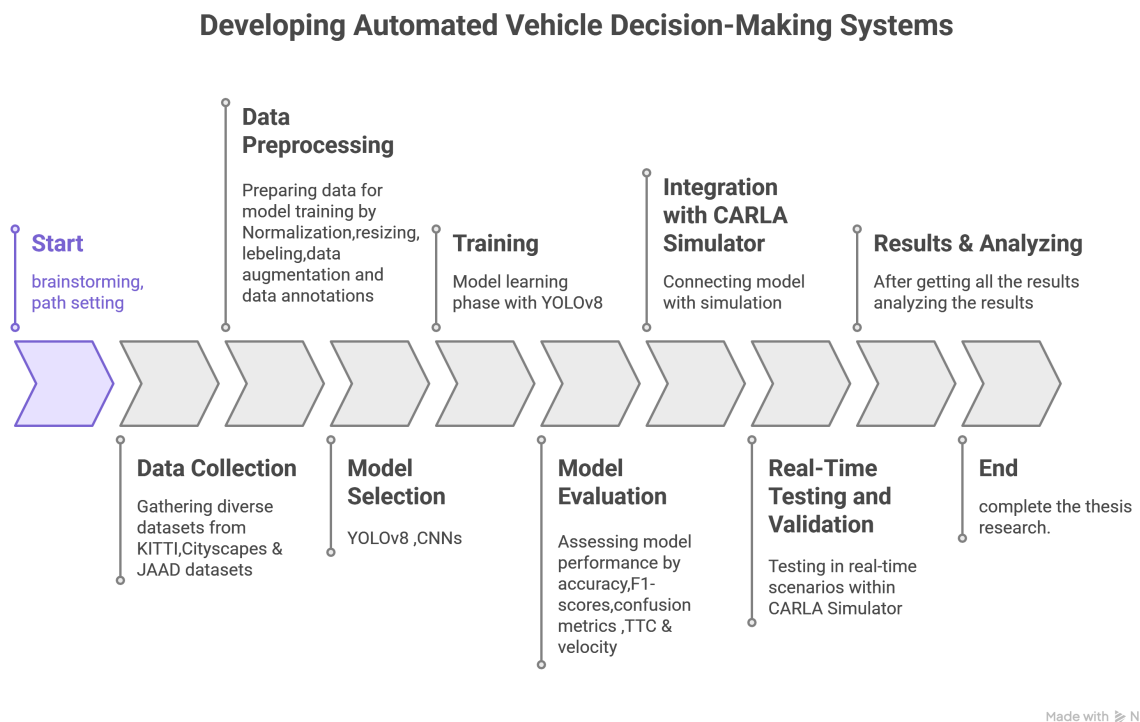 Developing Automated Vehicle Decision-Making Systems
Start
brainstorming,
path setting
Data Collection
Gathering diverse
datasets from
KITTI,Cityscapes &
JAAD datasets
Data
Preprocessing
Preparing data for
model training by
Normalization,resizing,
lebeling,data
augmentation and
data annotations
Model
Selection
YOLOv8 ,CNNs
Training
Model learning
phase with YOLOv8
Model
Evaluation
Assessing model
performance by
accuracy,F1-
scores,confusion
metrics ,TTC &
velocity
Integration
with CARLA
Simulator
Connecting model
with simulation
Real-Time
Testing and
Validation
Testing in real-time
scenarios within
CARLA Simulator
Results & Analyzing
After getting all the results
analyzing the results
End
complete the thesis
research.
Made with N